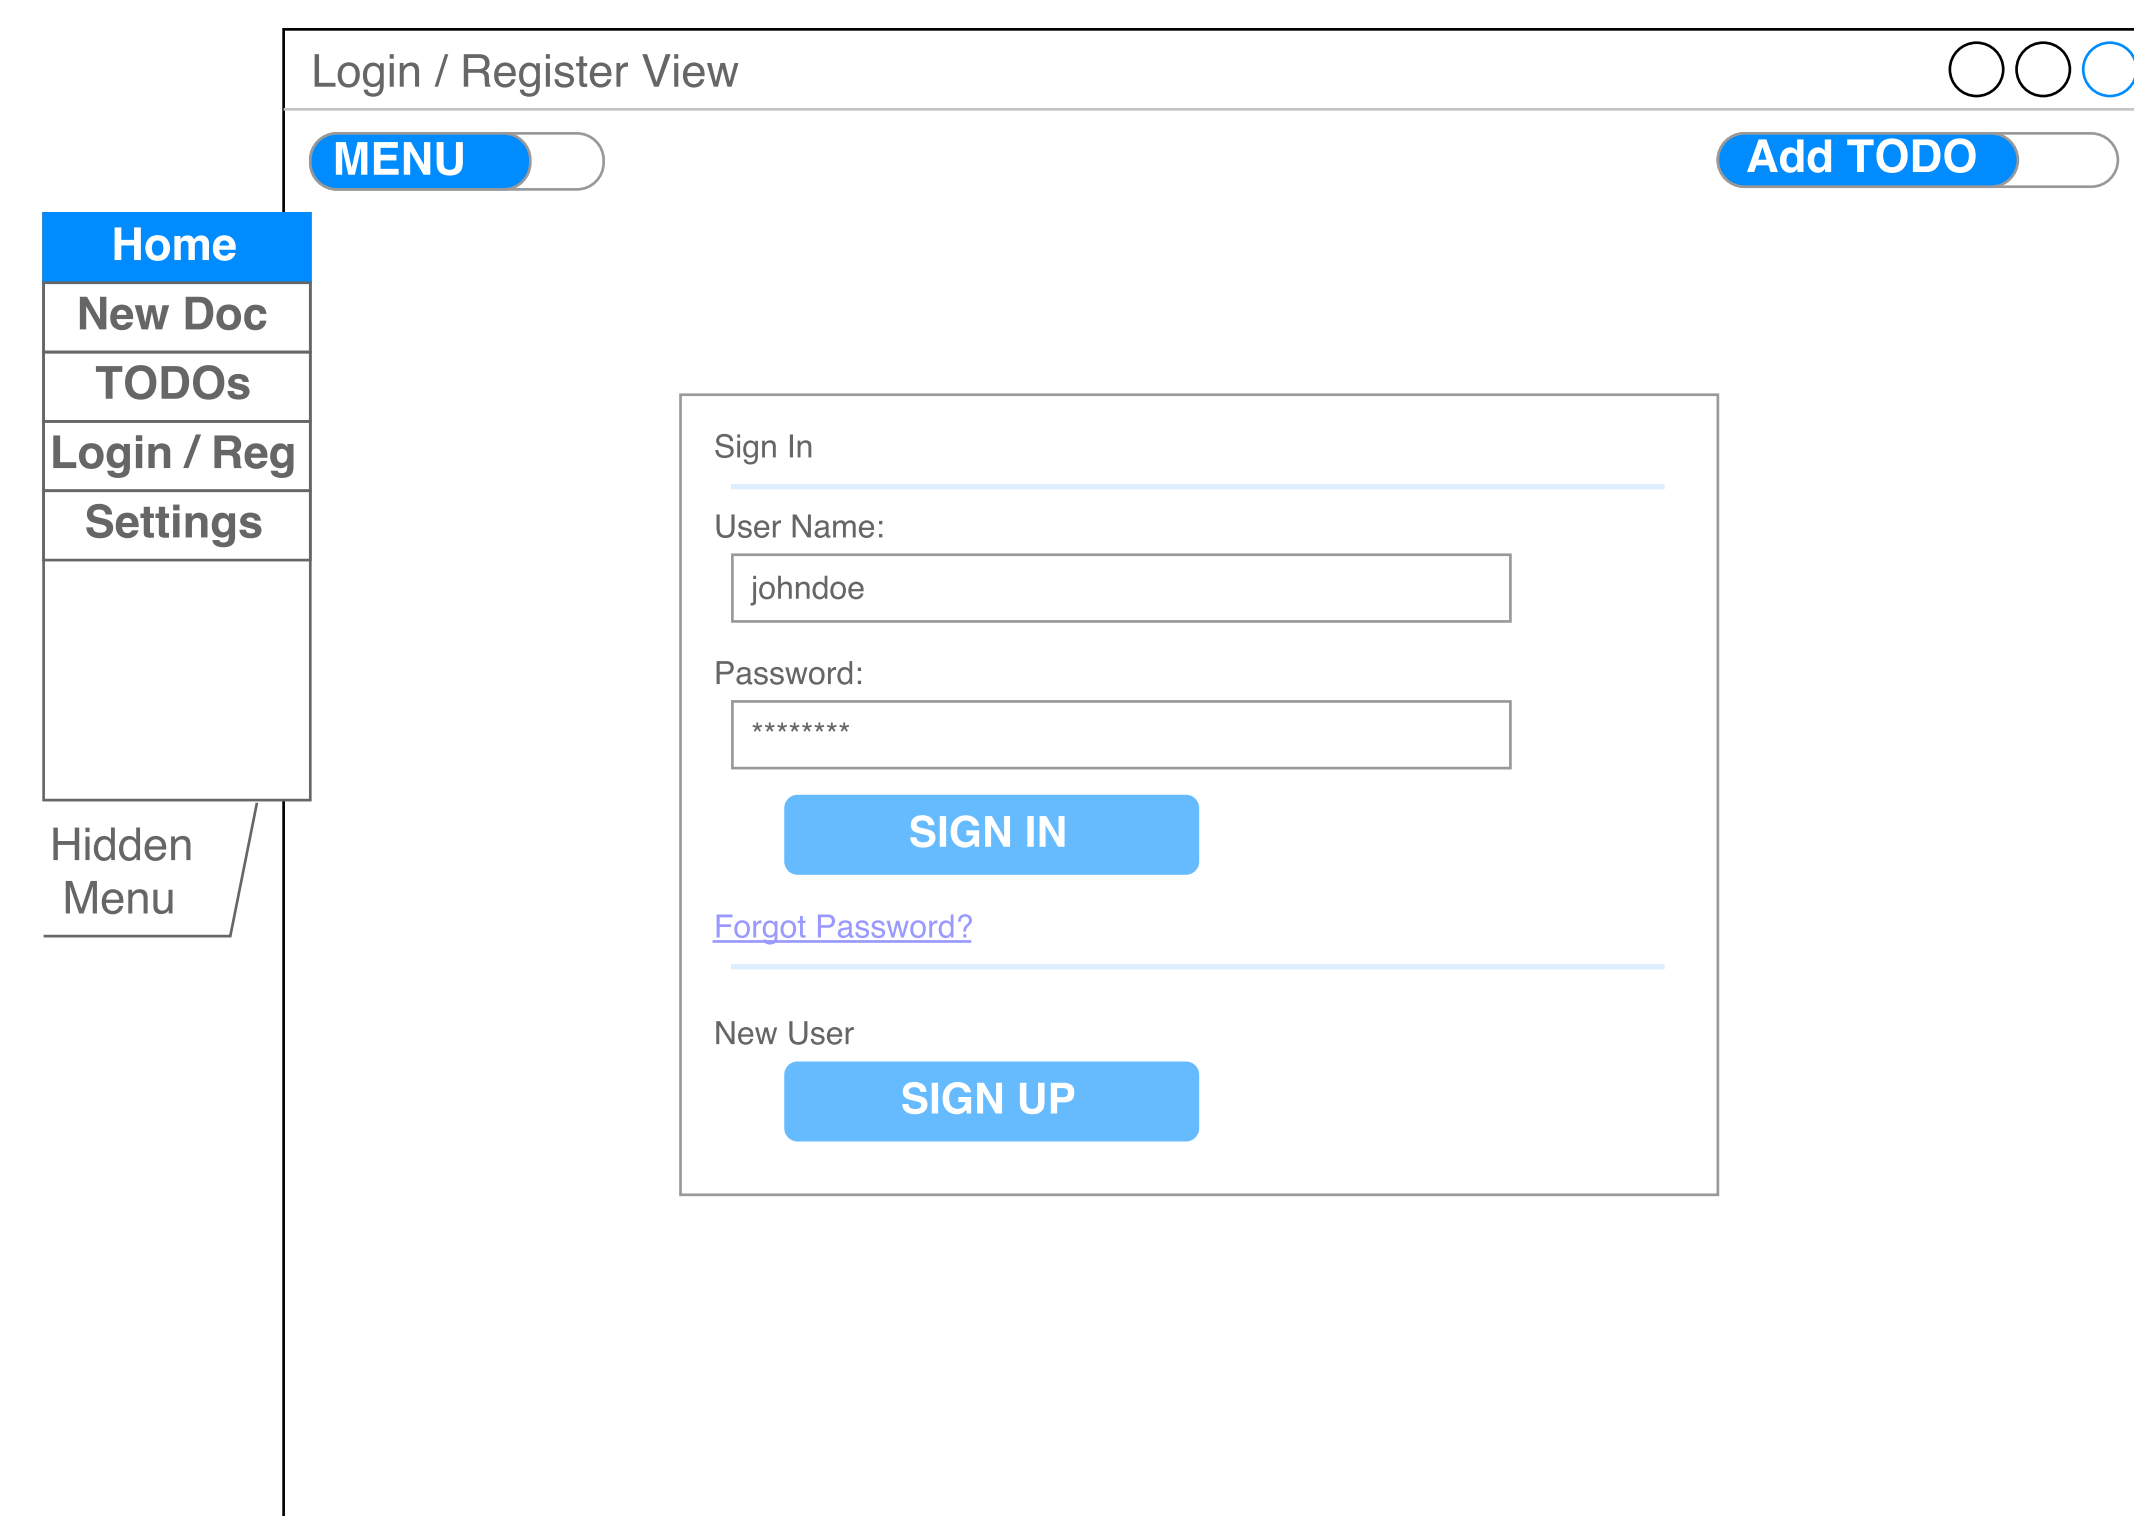 Login / Register View
MENU
Add TODO
Home
New Doc
TODOs
Login / Reg
Settings
Hidden
Menu
Sign In
User Name:
johndoe
Password:
********
SIGN IN
Forgot Password?
New User
SIGN UP